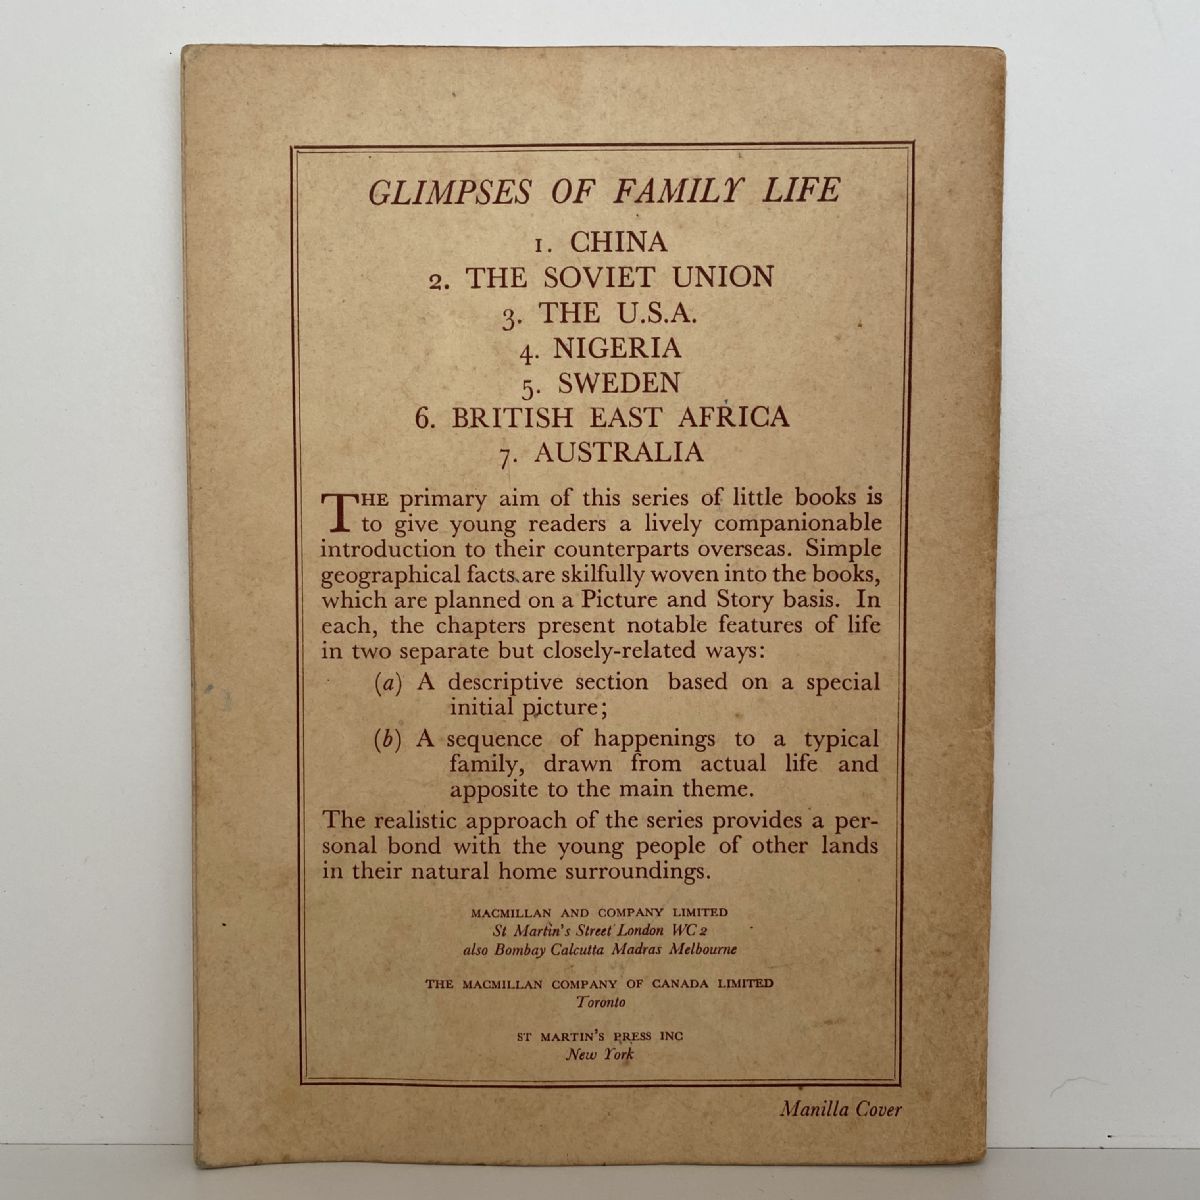 GLIMPSES OF FAMILY LIFE
1. CHINA
2. THE SOVIET UNION
3. THE U.S.A.
4. NIGERIA
5. SWEDEN
6. BRITISH EAST AFRICA
7. AUSTRALIA
THE primary aim of this series of little books is
to give young readers a lively companionable
introduction to their counterparts overseas. Simple
geographical facts are skilfully woven into the books,
which are planned on a Picture and Story basis. In
each, the chapters present notable features of life
in two separate but closely-related ways:
(a) A descriptive section based on a special
initial picture;
(b) A sequence of happenings to a typical
family, drawn from actual life and
apposite to the main theme.
The realistic approach of the series provides a per-
sonal bond with the young people of other lands
in their natural home surroundings.
MACMILLAN AND COMPANY LIMITED
St Martin's Street London WC 2
also Bombay Calcutta Madras Melbourne
THE MACMILLAN COMPANY OF CANADA LIMITED
Toronto
ST MARTIN'S PRESS INC
New York
Manilla Cover